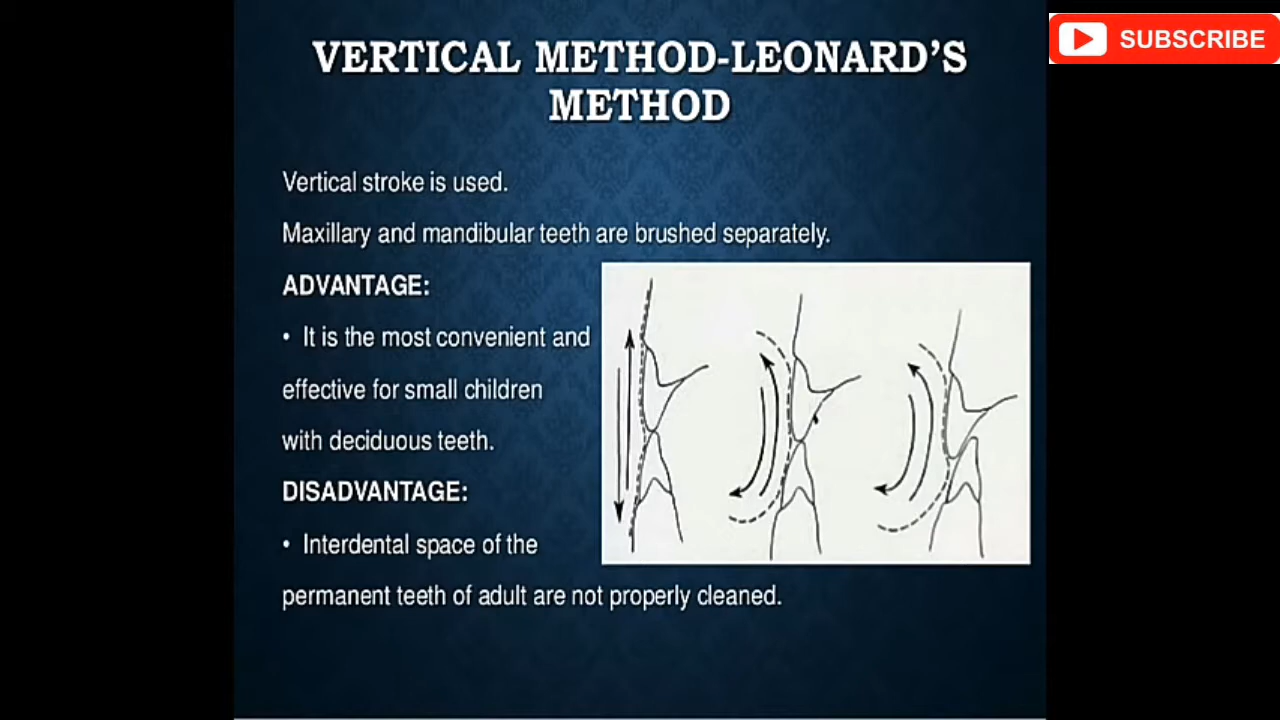 SUBSCRIBE
VERTICAL METHOD-LEONARD'S
METHOD
Vertical stroke is used.
Maxillary and mandibular teeth are brushed separately.
ADVANTAGE:
• It is the most convenient and
effective for small children
with deciduous teeth.
DISADVANTAGE:
• Interdental space of the
permanent teeth of adult are not properly cleaned.